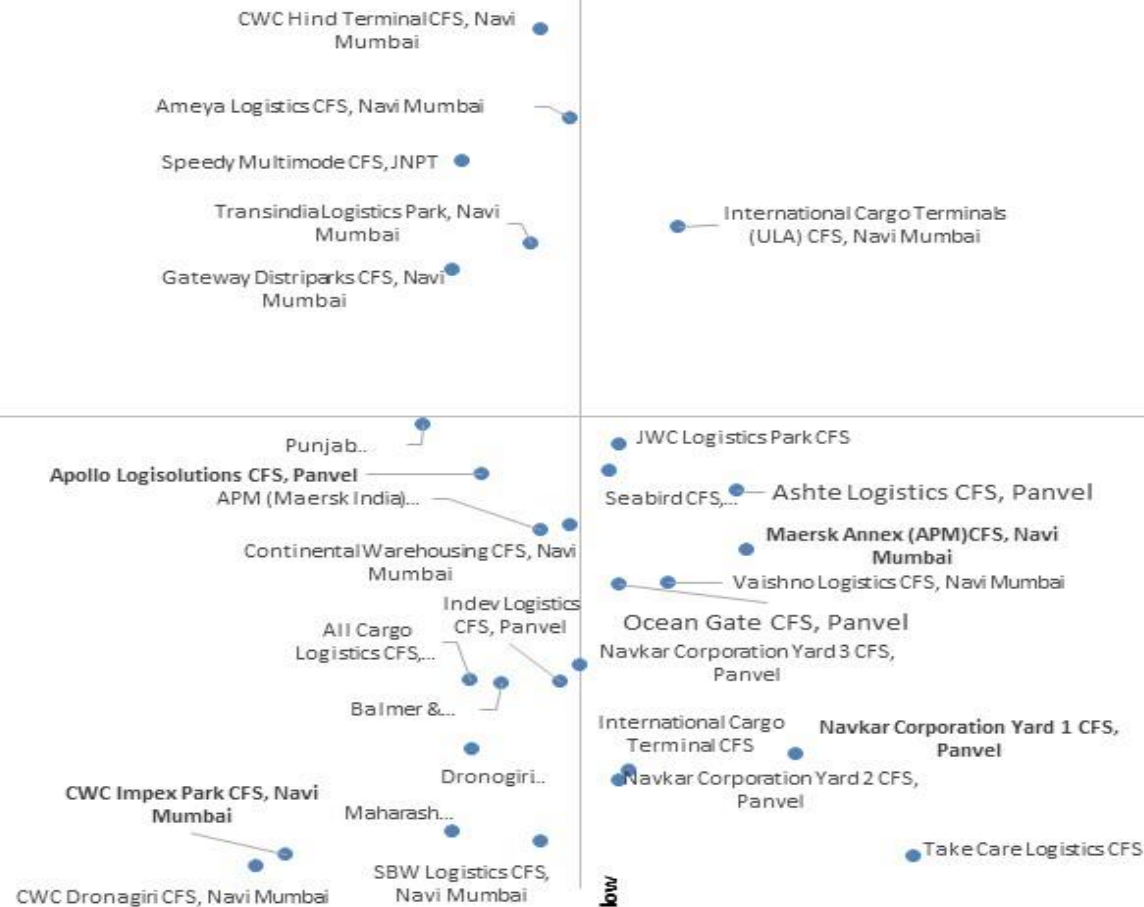 CWC Hind Terminal CFS, Navi
Mumbai
Ameya Logistics CFS, Navi Mumbai
Speedy Multimode CFS, JNPT
Transindia Logistics Park, Navi
Mumbai
International Cargo Terminals
(ULA) CFS, Navi Mumbai
Gateway Distriparks CFS, Navi
Mumbai
Punjab..
JWC Logistics Park CFS
Apollo Logisolutions CFS, Panvel
APM (Maersk India)...
Seabird CFS,...
Ashte Logistics CFS, Panvel
Continental Warehousing CFS, Navi
Mumbai
Maersk Annex (APM)CFS, Navi
Mumbai
Vaishno Logistics CFS, Navi Mumbai
Indev Logistics
CFS, Panvel
Ocean Gate CFS, Panvel
All Cargo
Logistics CFS,...
Navkar Corporation Yard 3 CFS,
Panvel
Balmer &...
International Cargo
Terminal CFS
Navkar Corporation Yard 1 CFS,
Panvel
Dronogiri..
Navkar Corporation Yard 2 CFS,
Panvel
CWC Impex Park CFS, Navi
Mumbai
Maharash...
Take Care Logistics CFS
SBW Logistics CFS,
Navi Mumbai
CWC Dronagiri CFS, Navi Mumbai
low